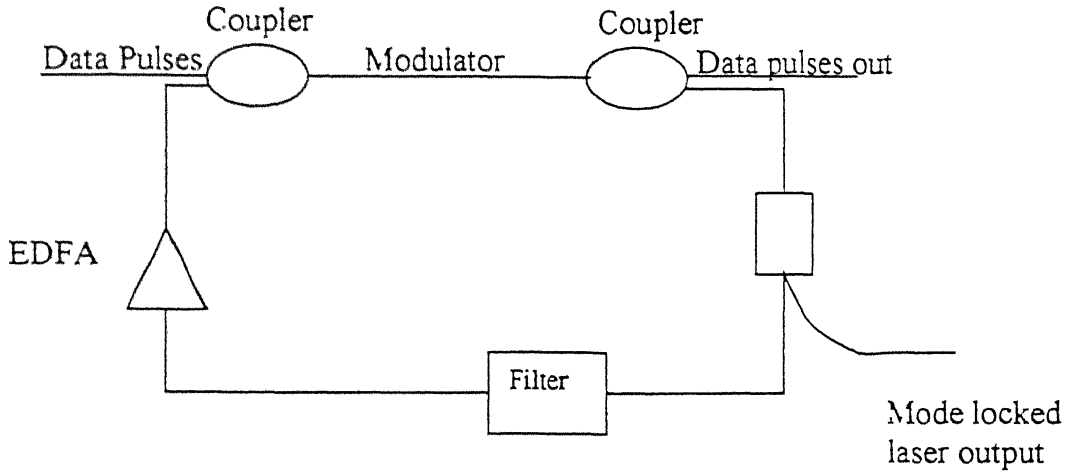 Coupler
Coupler
Data Pulses
Modulator
Data pulses out
EDFA
Filter
Mode locked
laser output